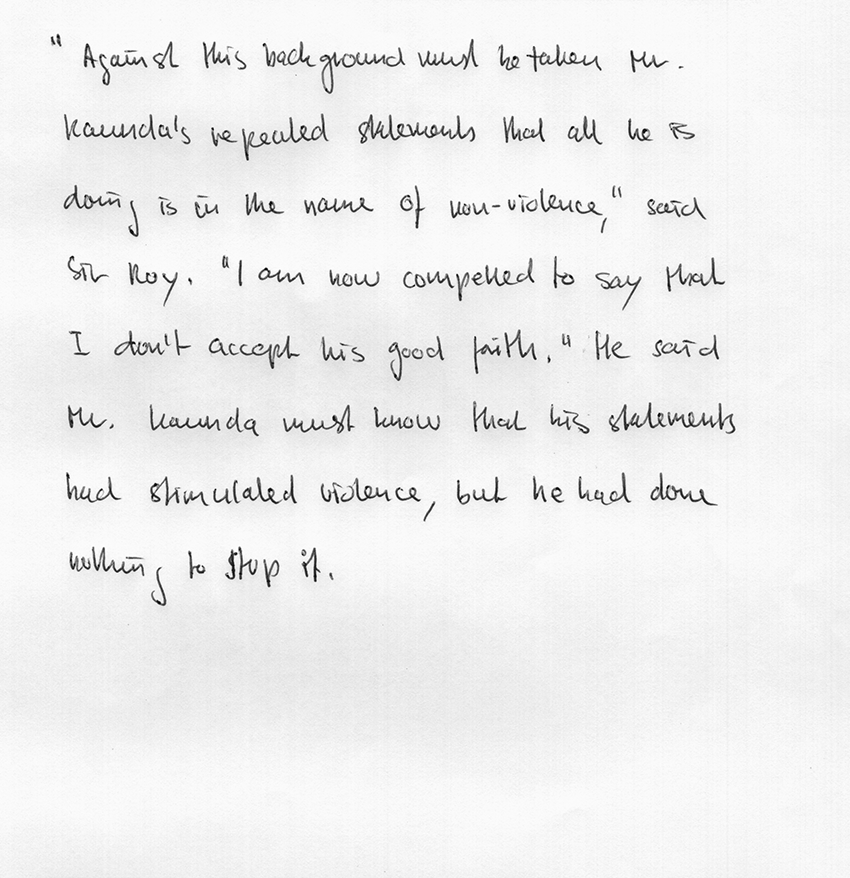 "Against this background must be taken Mr.
Kaunda's repeated statements that all he is
doing is in the name of non-violence," said
Sir Roy. "I am now compelled to say that
I don't accept his good faith." He said
Mr. Kaunda must know that his statements
had stimulated violence, but he had done
nothing to stop it.